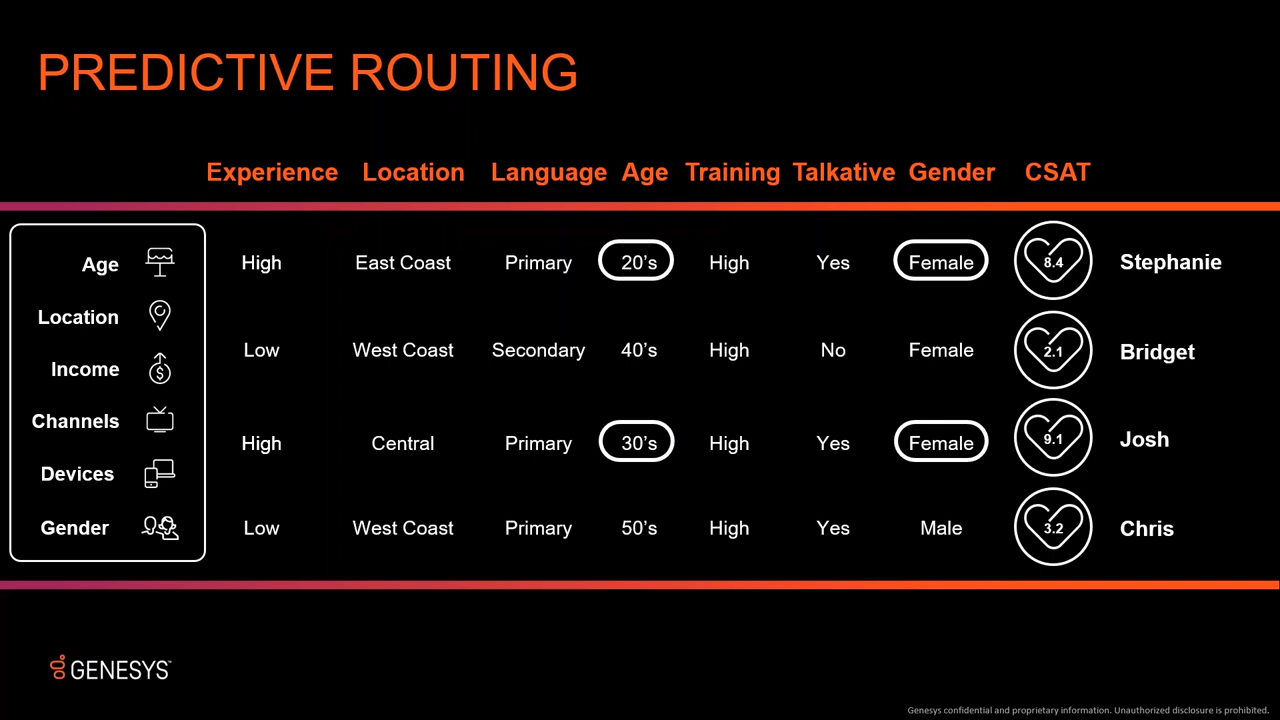 PREDICTIVE ROUTING
Experience Location Language Age Training Talkative Gender CSAT
Age
Location
Income
Channels
Devices
Gender
High East Coast Primary 20’s High Yes Female 8.4 Stephanie
Low West Coast Secondary 40’s High No Female 2.1 Bridget
High Central Primary 30’s High Yes Female 9.1 Josh
Low West Coast Primary 50’s High Yes Male 3.2 Chris
GENESYS™
Genesys confidential and proprietary information. Unauthorized disclosure is prohibited.